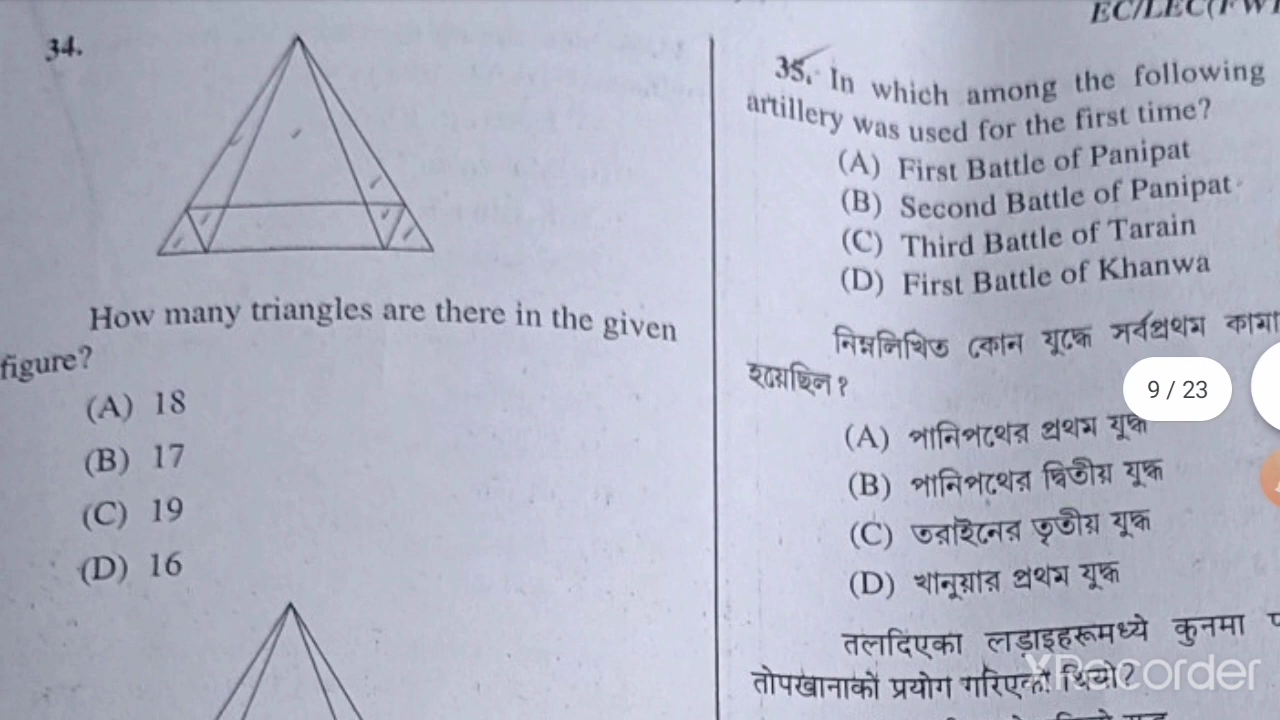 EC/LEC(FW
34.
How many triangles are there in the given
figure?
(A) 18
(B) 17
(C) 19
(D) 16
35. In which among the following
artillery was used for the first time?
(A) First Battle of Panipat
(B) Second Battle of Panipat
(C) Third Battle of Tarain
(D) First Battle of Khanwa
নিম্নলিখিত কোন যুদ্ধে সর্বপ্রথম কামা
হয়েছিল?
(A) পানিপথের প্রথম যুদ্ধ
(B) পানিপথের দ্বিতীয় যুদ্ধ
(C) তরাইনের তৃতীয় যুদ্ধ
(D) খানুয়ার প্রথম যুদ্ধ
तलदिएका लड़ाइहरूमध्ये कुनमा
तोपखानाको प्रयोग गरिएको थियो?
9 / 23
XRecorder